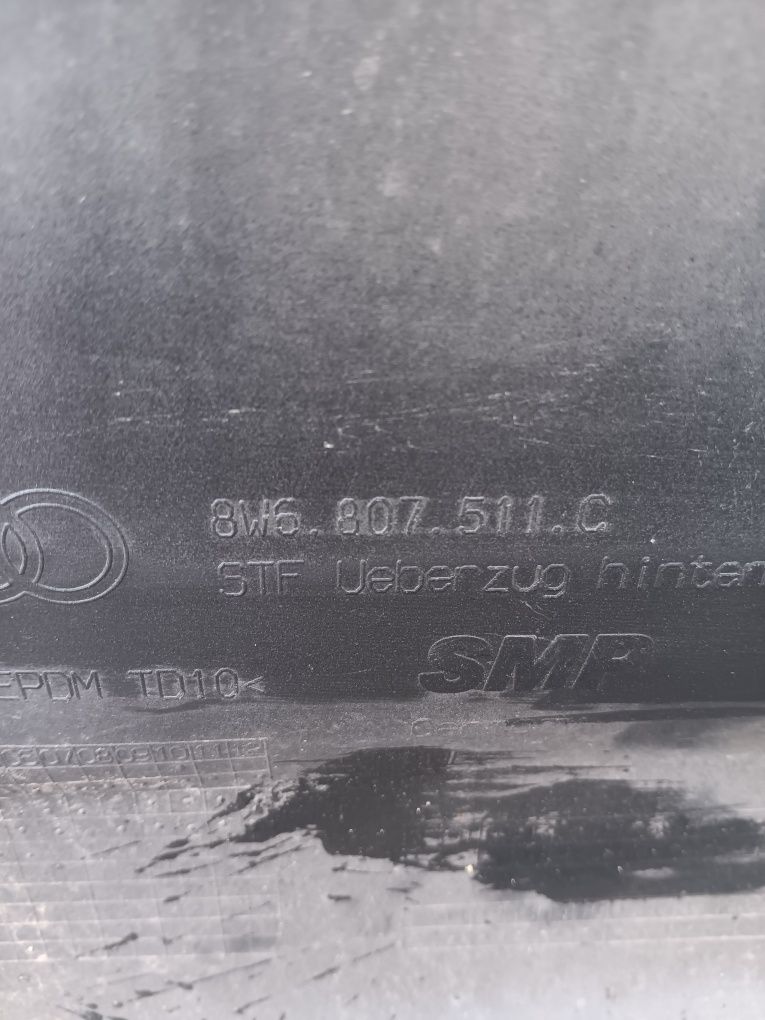 8W6.807.511.C
STF Ueberzug hinten
SMP
EPDM TD10<